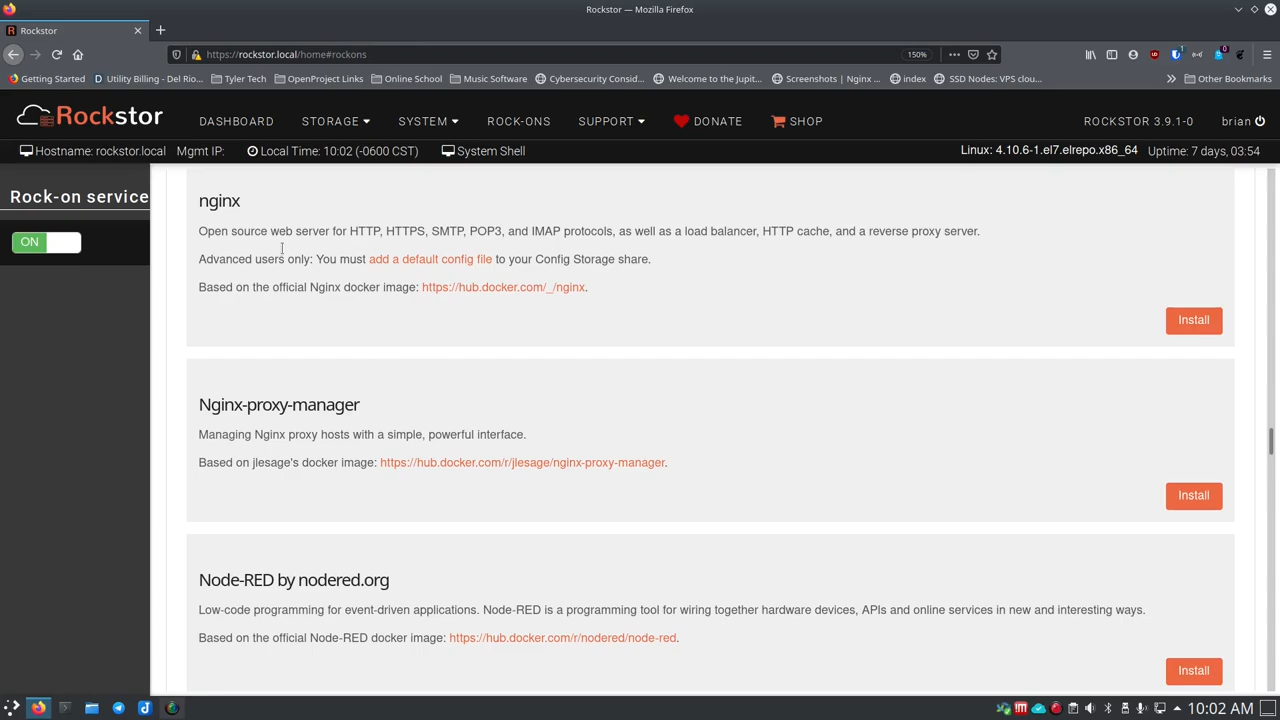 Rockstor — Mozilla Firefox
Rockstor
https://rockstor.local/home#rockons
150%
Getting Started
Utility Billing - Del Rio...
Tyler Tech
OpenProject Links
Online School
Music Software
Cybersecurity Consid...
Welcome to the Jupit...
Screenshots | Nginx ...
index
SSD Nodes: VPS clou...
Other Bookmarks
Rockstor
DASHBOARD
STORAGE
SYSTEM
ROCK-ONS
SUPPORT
DONATE
SHOP
ROCKSTOR 3.9.1-0
brian
Hostname: rockstor.local
Mgmt IP:
Local Time: 10:02 (-0600 CST)
System Shell
Linux: 4.10.6-1.el7.elrepo.x86_64
Uptime: 7 days, 03:54
Rock-on service
ON
nginx
Open source web server for HTTP, HTTPS, SMTP, POP3, and IMAP protocols, as well as a load balancer, HTTP cache, and a reverse proxy server.
Advanced users only: You must add a default config file to your Config Storage share.
Based on the official Nginx docker image: https://hub.docker.com/_/nginx.
Install
Nginx-proxy-manager
Managing Nginx proxy hosts with a simple, powerful interface.
Based on jlesage's docker image: https://hub.docker.com/r/jlesage/nginx-proxy-manager.
Install
Node-RED by nodered.org
Low-code programming for event-driven applications. Node-RED is a programming tool for wiring together hardware devices, APIs and online services in new and interesting ways.
Based on the official Node-RED docker image: https://hub.docker.com/r/nodered/node-red.
Install
10:02 AM